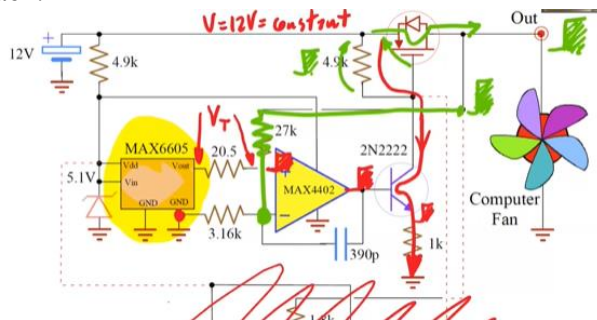 V=12V=constant
Out
12V
4.9k
4.9k
V_T
27k
MAX6605
20.5
2N2222
Vdd
Vout
Vin
5.1V
MAX4402
GND
GND
Computer
Fan
3.16k
390p
1k